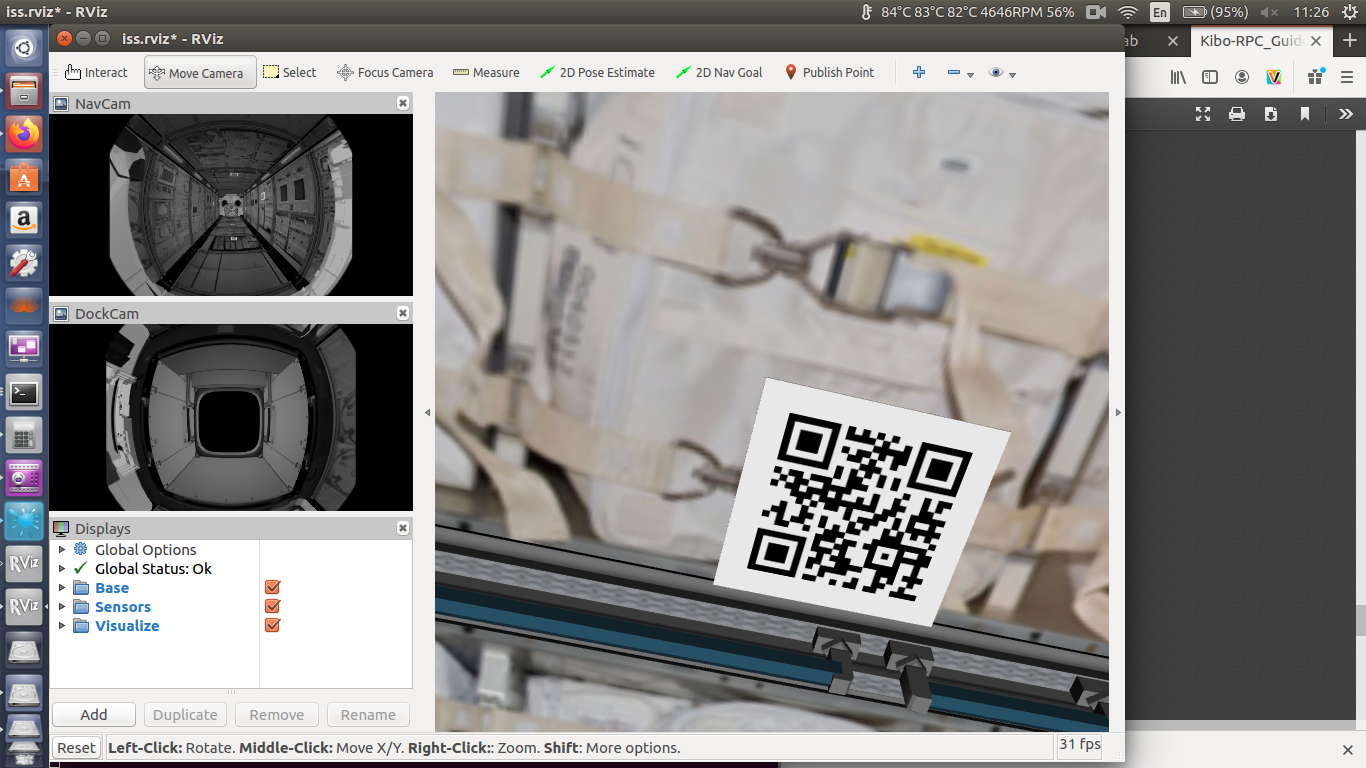 iss.rviz* - RViz
84°C 83°C 82°C 4646RPM 56% En (95%) 11:26
iss.rviz* - RViz
ab Kibo-RPC_Guid
Interact Move Camera Select Focus Camera Measure 2D Pose Estimate 2D Nav Goal Publish Point
NavCam
DockCam
Displays
Global Options
Global Status: Ok
Base
Sensors
Visualize
Add Duplicate Remove Rename
Reset Left-Click: Rotate. Middle-Click: Move X/Y. Right-Click:: Zoom. Shift: More options. 31 fps
RViz
RViz